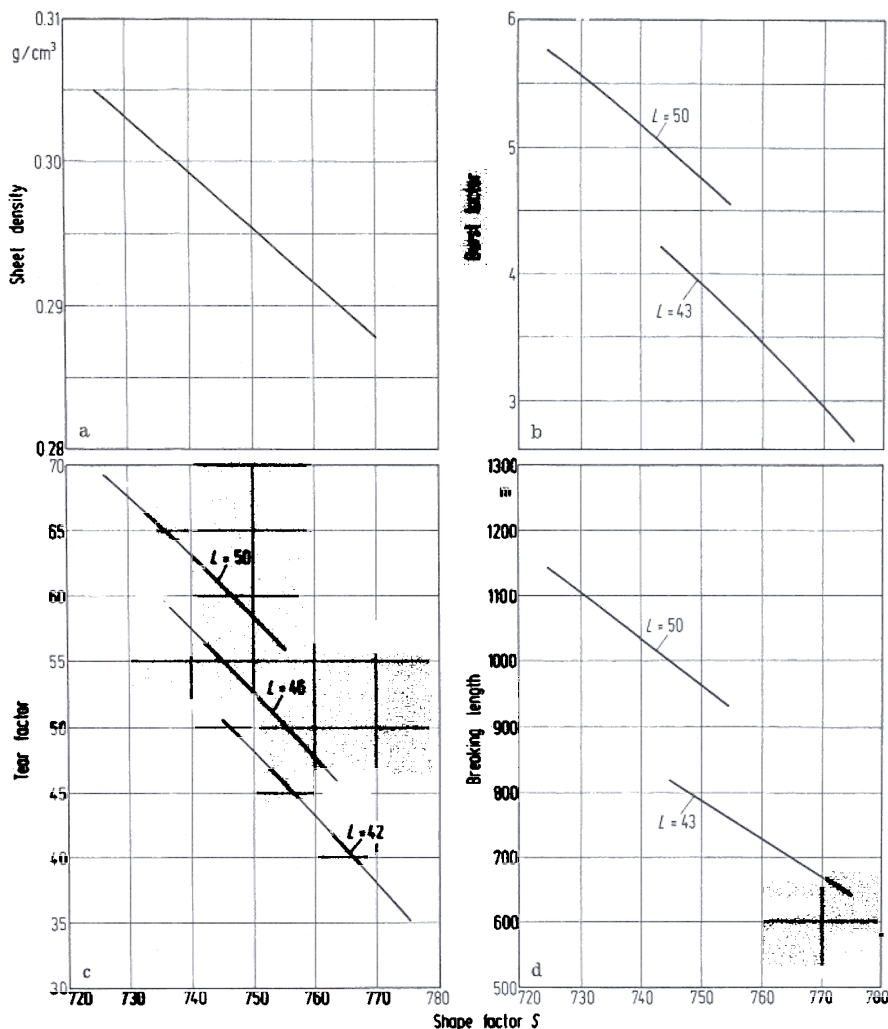 0.31
g/cm³
0.30
0.29
0.28
Sheet density
a
6
5
4
3
Burst factor
L = 50
L = 43
b
70
65
60
55
50
45
40
35
30
Tear factor
L = 50
L = 46
L = 42
c
720 730 740 750 760 770 780
1300
m
1200
1100
1000
900
800
700
600
500
Breaking length
L = 50
L = 43
d
720 730 740 750 760 770 780
Shape factor S